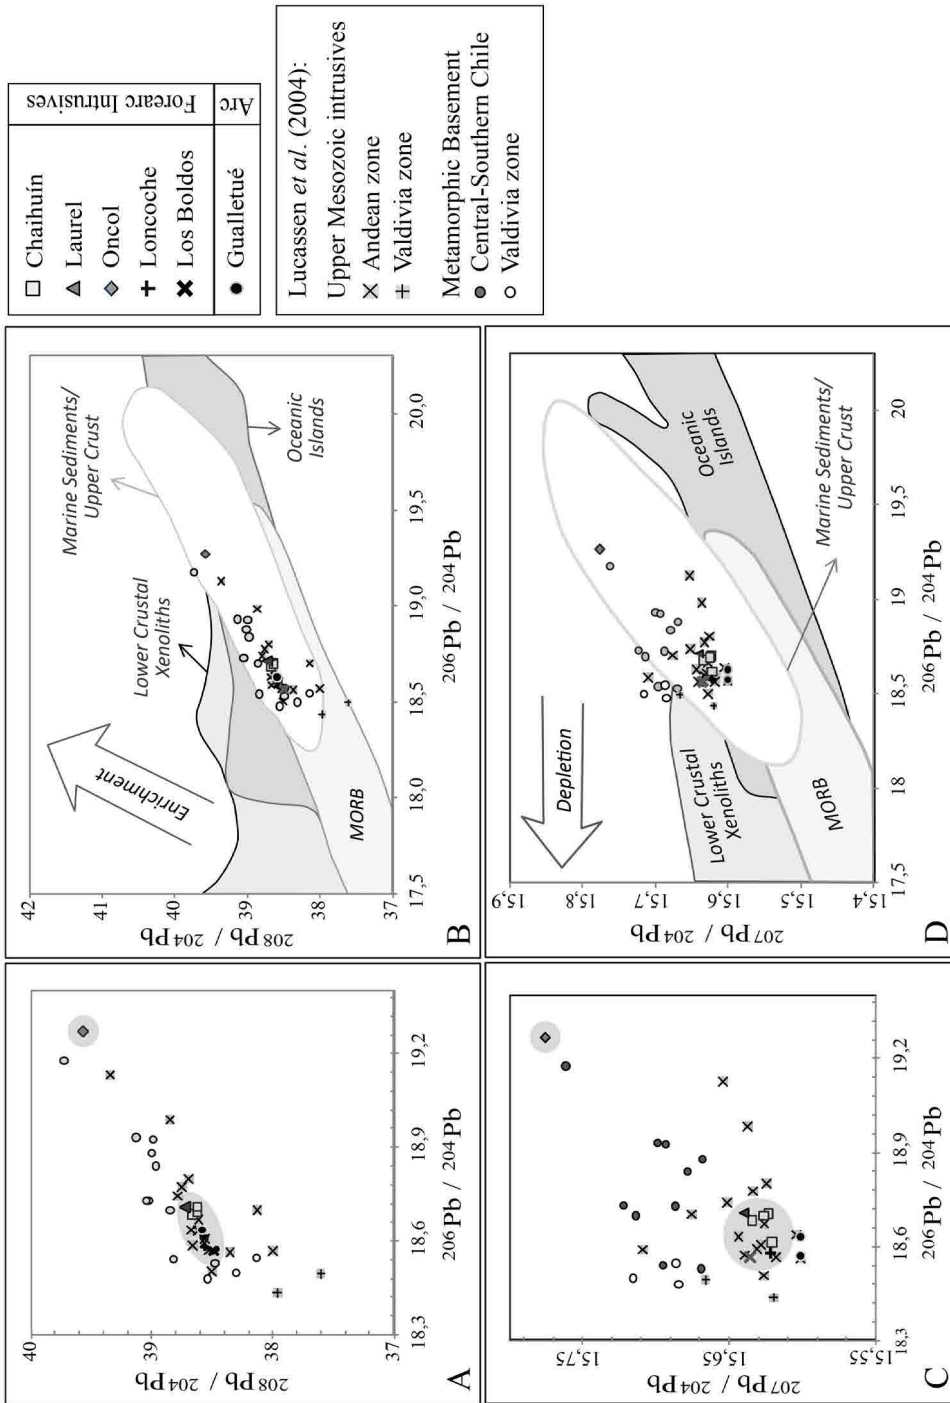 40
39
38
37
208Pb / 204Pb
18,3
18,6
18,9
19,2
206Pb / 204Pb
A
42
41
40
39
38
37
208Pb / 204Pb
17,5
18,0
18,5
19,0
19,5
20,0
206Pb / 204Pb
Enrichment
Lower Crustal
Xenoliths
Marine Sediments/
Upper Crust
Oceanic
Islands
MORB
B
15,75
15,65
15,55
207Pb / 204Pb
18,3
18,6
18,9
19,2
206Pb / 204Pb
C
15,9
15,8
15,7
15,6
15,5
15,4
207Pb / 204Pb
17,5
18
18,5
19
19,5
20
206Pb / 204Pb
Depletion
Lower Crustal
Xenoliths
MORB
Oceanic
Islands
Marine Sediments/
Upper Crust
D
Chaihuín
Laurel
Oncol
Loncoche
Los Boldos
Forearc Intrusives
Gualletué
Arc
Lucassen et al. (2004):
Upper Mesozoic intrusives
Andean zone
Valdivia zone
Metamorphic Basement
Central-Southern Chile
Valdivia zone